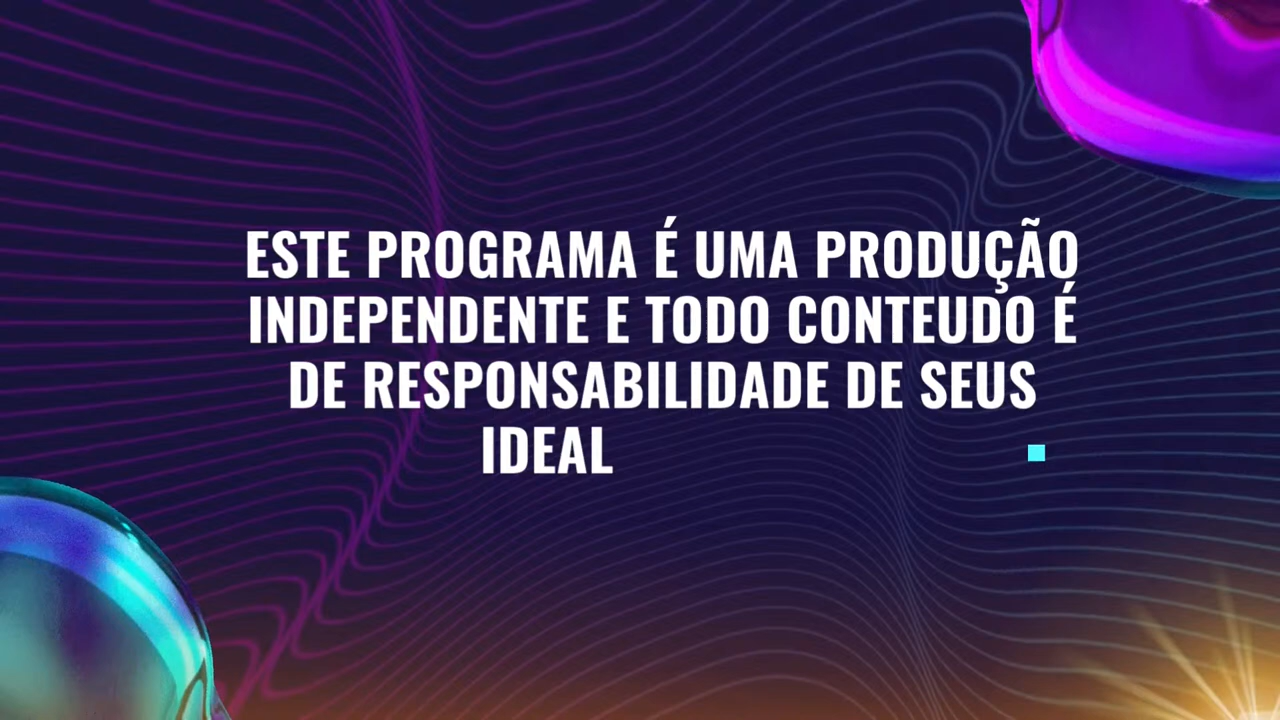 ESTE PROGRAMA É UMA PRODUÇÃO
INDEPENDENTE E TODO CONTEUDO É
DE RESPONSABILIDADE DE SEUS
IDEAL